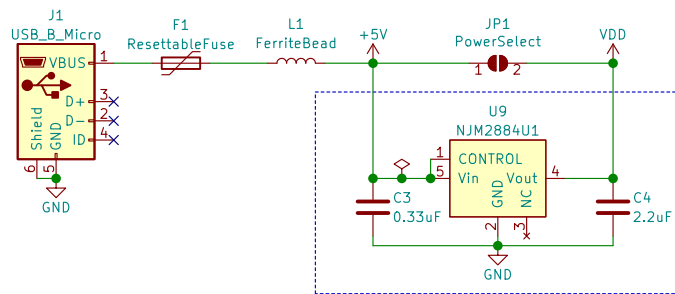 J1
USB_B_Micro
VBUS 1
D+ 3
D- 2
ID 4
Shield
GND
6
5
GND
F1
ResettableFuse
L1
FerriteBead
+5V
JP1
PowerSelect
1 2
VDD
U9
NJM2884U1
1 CONTROL
5 Vin
Vout 4
GND
NC
2
3
C3
0.33uF
C4
2.2uF
GND